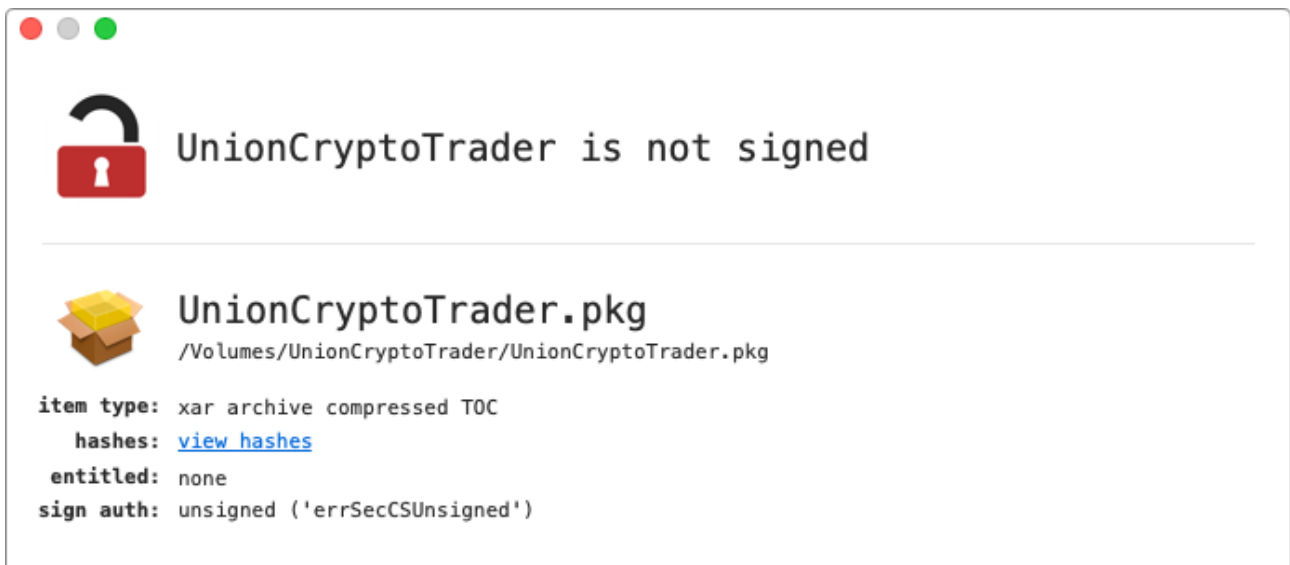 UnionCryptoTrader is not signed
UnionCryptoTrader.pkg
/Volumes/UnionCryptoTrader/UnionCryptoTrader.pkg
item type: xar archive compressed TOC
hashes: view hashes
entitled: none
sign auth: unsigned ('errSecCSUnsigned')